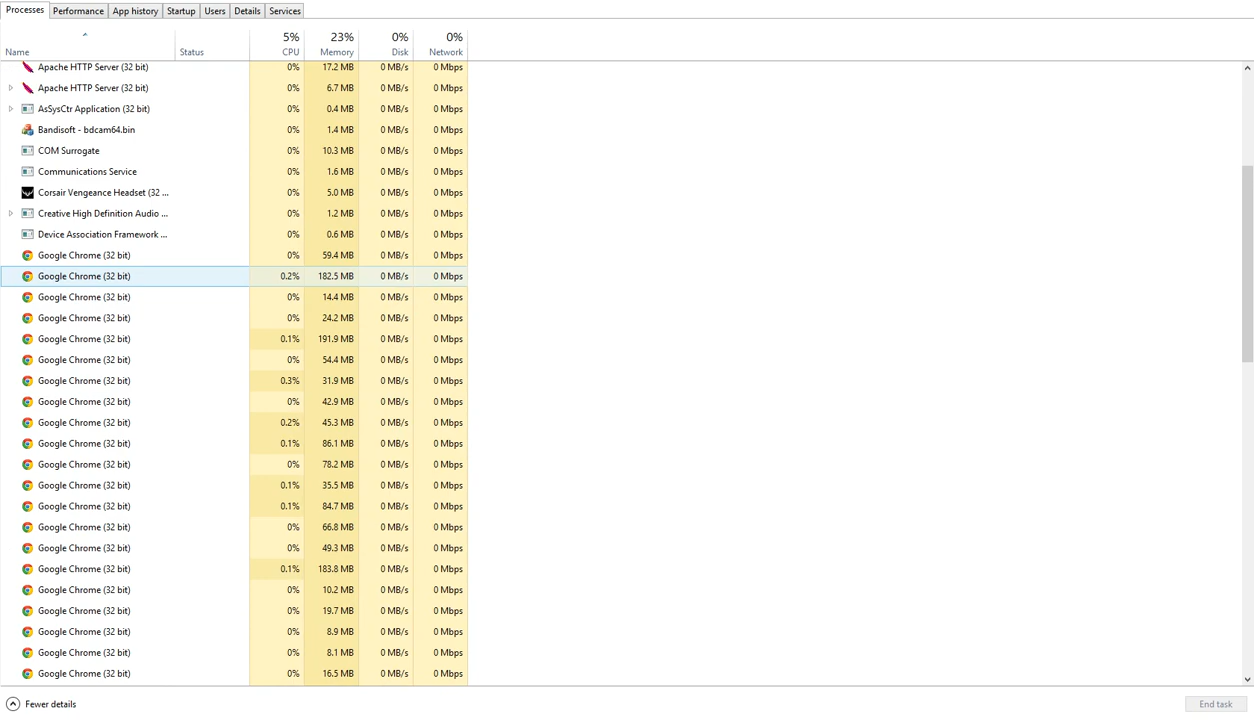 Processes Performance App history Startup Users Details Services
5% 23% 0% 0%
Name Status CPU Memory Disk Network
Apache HTTP Server (32 bit) 0% 17.2 MB 0 MB/s 0 Mbps
Apache HTTP Server (32 bit) 0% 6.7 MB 0 MB/s 0 Mbps
AsSysCtr Application (32 bit) 0% 0.4 MB 0 MB/s 0 Mbps
Bandisoft - bdcam64.bin 0% 1.4 MB 0 MB/s 0 Mbps
COM Surrogate 0% 10.3 MB 0 MB/s 0 Mbps
Communications Service 0% 1.6 MB 0 MB/s 0 Mbps
Corsair Vengeance Headset (32 ... 0% 5.0 MB 0 MB/s 0 Mbps
Creative High Definition Audio ... 0% 1.2 MB 0 MB/s 0 Mbps
Device Association Framework ... 0% 0.6 MB 0 MB/s 0 Mbps
Google Chrome (32 bit) 0% 59.4 MB 0 MB/s 0 Mbps
Google Chrome (32 bit) 0.2% 182.5 MB 0 MB/s 0 Mbps
Google Chrome (32 bit) 0% 14.4 MB 0 MB/s 0 Mbps
Google Chrome (32 bit) 0% 24.2 MB 0 MB/s 0 Mbps
Google Chrome (32 bit) 0.1% 191.9 MB 0 MB/s 0 Mbps
Google Chrome (32 bit) 0% 54.4 MB 0 MB/s 0 Mbps
Google Chrome (32 bit) 0.3% 31.9 MB 0 MB/s 0 Mbps
Google Chrome (32 bit) 0% 42.9 MB 0 MB/s 0 Mbps
Google Chrome (32 bit) 0.2% 45.3 MB 0 MB/s 0 Mbps
Google Chrome (32 bit) 0.1% 86.1 MB 0 MB/s 0 Mbps
Google Chrome (32 bit) 0% 78.2 MB 0 MB/s 0 Mbps
Google Chrome (32 bit) 0.1% 35.5 MB 0 MB/s 0 Mbps
Google Chrome (32 bit) 0.1% 84.7 MB 0 MB/s 0 Mbps
Google Chrome (32 bit) 0% 66.8 MB 0 MB/s 0 Mbps
Google Chrome (32 bit) 0% 49.3 MB 0 MB/s 0 Mbps
Google Chrome (32 bit) 0.1% 183.8 MB 0 MB/s 0 Mbps
Google Chrome (32 bit) 0% 10.2 MB 0 MB/s 0 Mbps
Google Chrome (32 bit) 0% 19.7 MB 0 MB/s 0 Mbps
Google Chrome (32 bit) 0% 8.9 MB 0 MB/s 0 Mbps
Google Chrome (32 bit) 0% 8.1 MB 0 MB/s 0 Mbps
Google Chrome (32 bit) 0% 16.5 MB 0 MB/s 0 Mbps
Fewer details End task